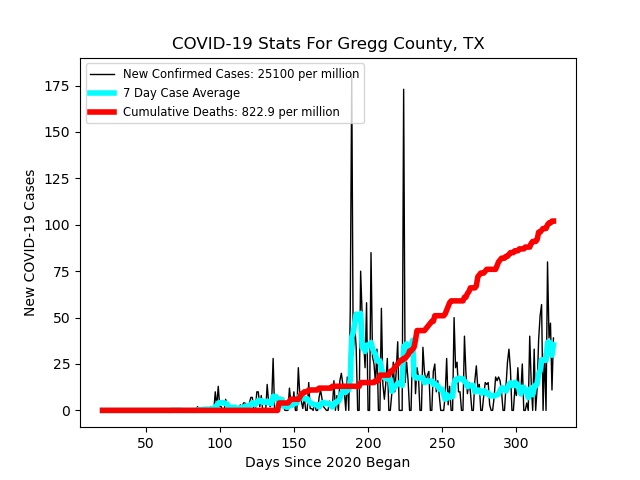 COVID-19 Stats For Gregg County, TX
New Confirmed Cases: 25100 per million
7 Day Case Average
Cumulative Deaths: 822.9 per million
New COVID-19 Cases
175
150
125
100
75
50
25
0
50 100 150 200 250 300
Days Since 2020 Began